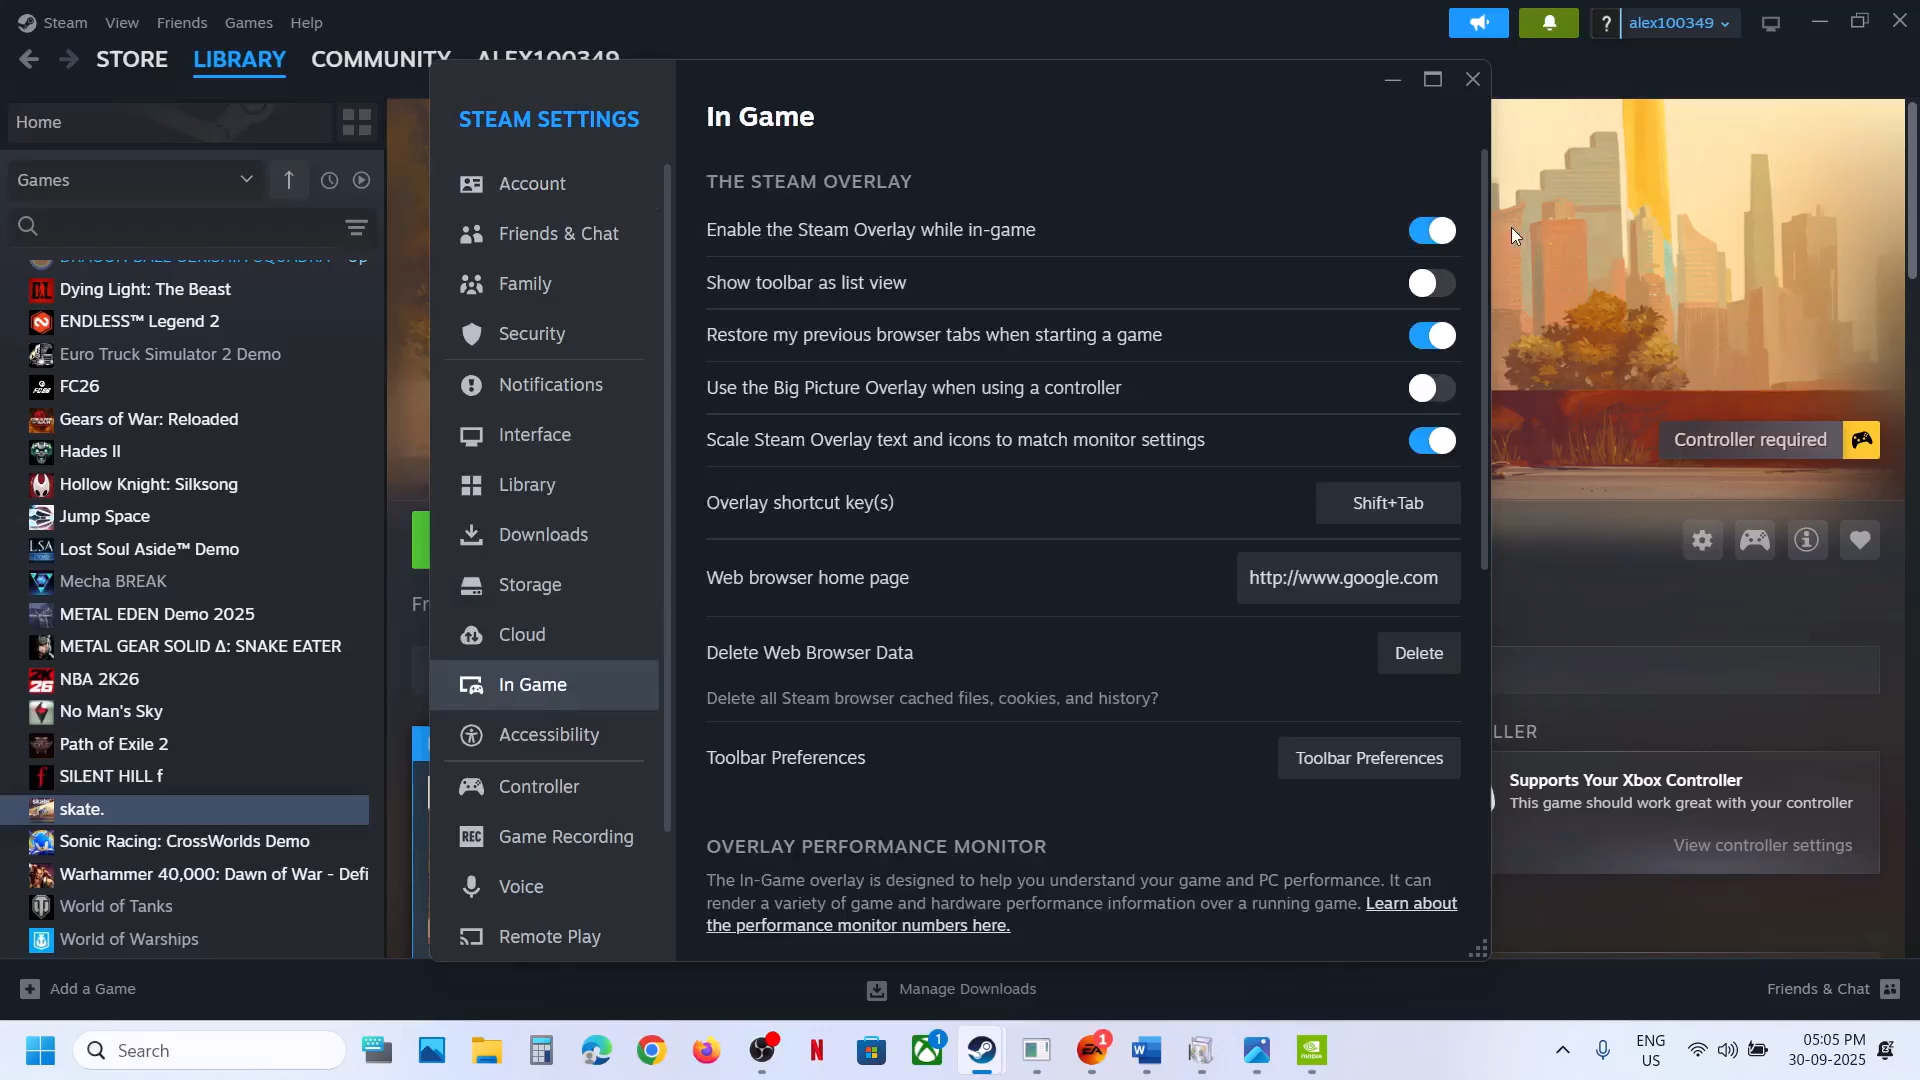 Steam View Friends Games Help
? alex100349
STORE LIBRARY COMMUNITY ALEX100349
Home
Games
Dying Light: The Beast
ENDLESS™ Legend 2
Euro Truck Simulator 2 Demo
FC26
Gears of War: Reloaded
Hades II
Hollow Knight: Silksong
Jump Space
Lost Soul Aside™ Demo
Mecha BREAK
METAL EDEN Demo 2025
METAL GEAR SOLID Δ: SNAKE EATER
NBA 2K26
No Man's Sky
Path of Exile 2
SILENT HILL f
skate.
Sonic Racing: CrossWorlds Demo
Warhammer 40,000: Dawn of War - Defi
World of Tanks
World of Warships
STEAM SETTINGS
Account
Friends & Chat
Family
Security
Notifications
Interface
Library
Downloads
Storage
Cloud
In Game
Accessibility
Controller
REC Game Recording
Voice
Remote Play
In Game
THE STEAM OVERLAY
Enable the Steam Overlay while in-game
Show toolbar as list view
Restore my previous browser tabs when starting a game
Use the Big Picture Overlay when using a controller
Scale Steam Overlay text and icons to match monitor settings
Overlay shortcut key(s) Shift+Tab
Web browser home page http://www.google.com
Delete Web Browser Data Delete
Delete all Steam browser cached files, cookies, and history?
Toolbar Preferences Toolbar Preferences
OVERLAY PERFORMANCE MONITOR
The In-Game overlay is designed to help you understand your game and PC performance. It can
render a variety of game and hardware performance information over a running game. Learn about
the performance monitor numbers here.
Fr
Controller required
LLER
Supports Your Xbox Controller
This game should work great with your controller
View controller settings
Add a Game
Manage Downloads
Friends & Chat
Search
1
1
ENG
US
05:05 PM
30-09-2025